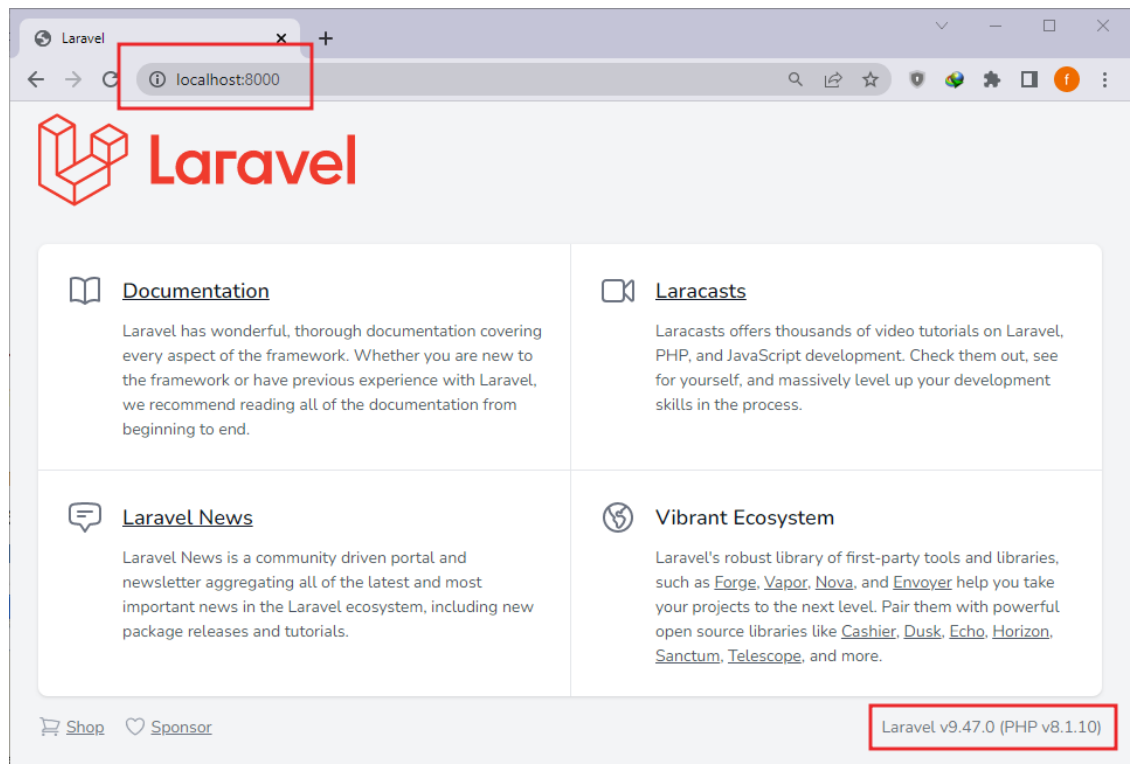 Laravel
localhost:8000
f
Laravel
Documentation
Laravel has wonderful, thorough documentation covering
every aspect of the framework. Whether you are new to
the framework or have previous experience with Laravel,
we recommend reading all of the documentation from
beginning to end.
Laracasts
Laracasts offers thousands of video tutorials on Laravel,
PHP, and JavaScript development. Check them out, see
for yourself, and massively level up your development
skills in the process.
Laravel News
Laravel News is a community driven portal and
newsletter aggregating all of the latest and most
important news in the Laravel ecosystem, including new
package releases and tutorials.
Vibrant Ecosystem
Laravel's robust library of first-party tools and libraries,
such as Forge, Vapor, Nova, and Envoyer help you take
your projects to the next level. Pair them with powerful
open source libraries like Cashier, Dusk, Echo, Horizon,
Sanctum, Telescope, and more.
Shop Sponsor
Laravel v9.47.0 (PHP v8.1.10)